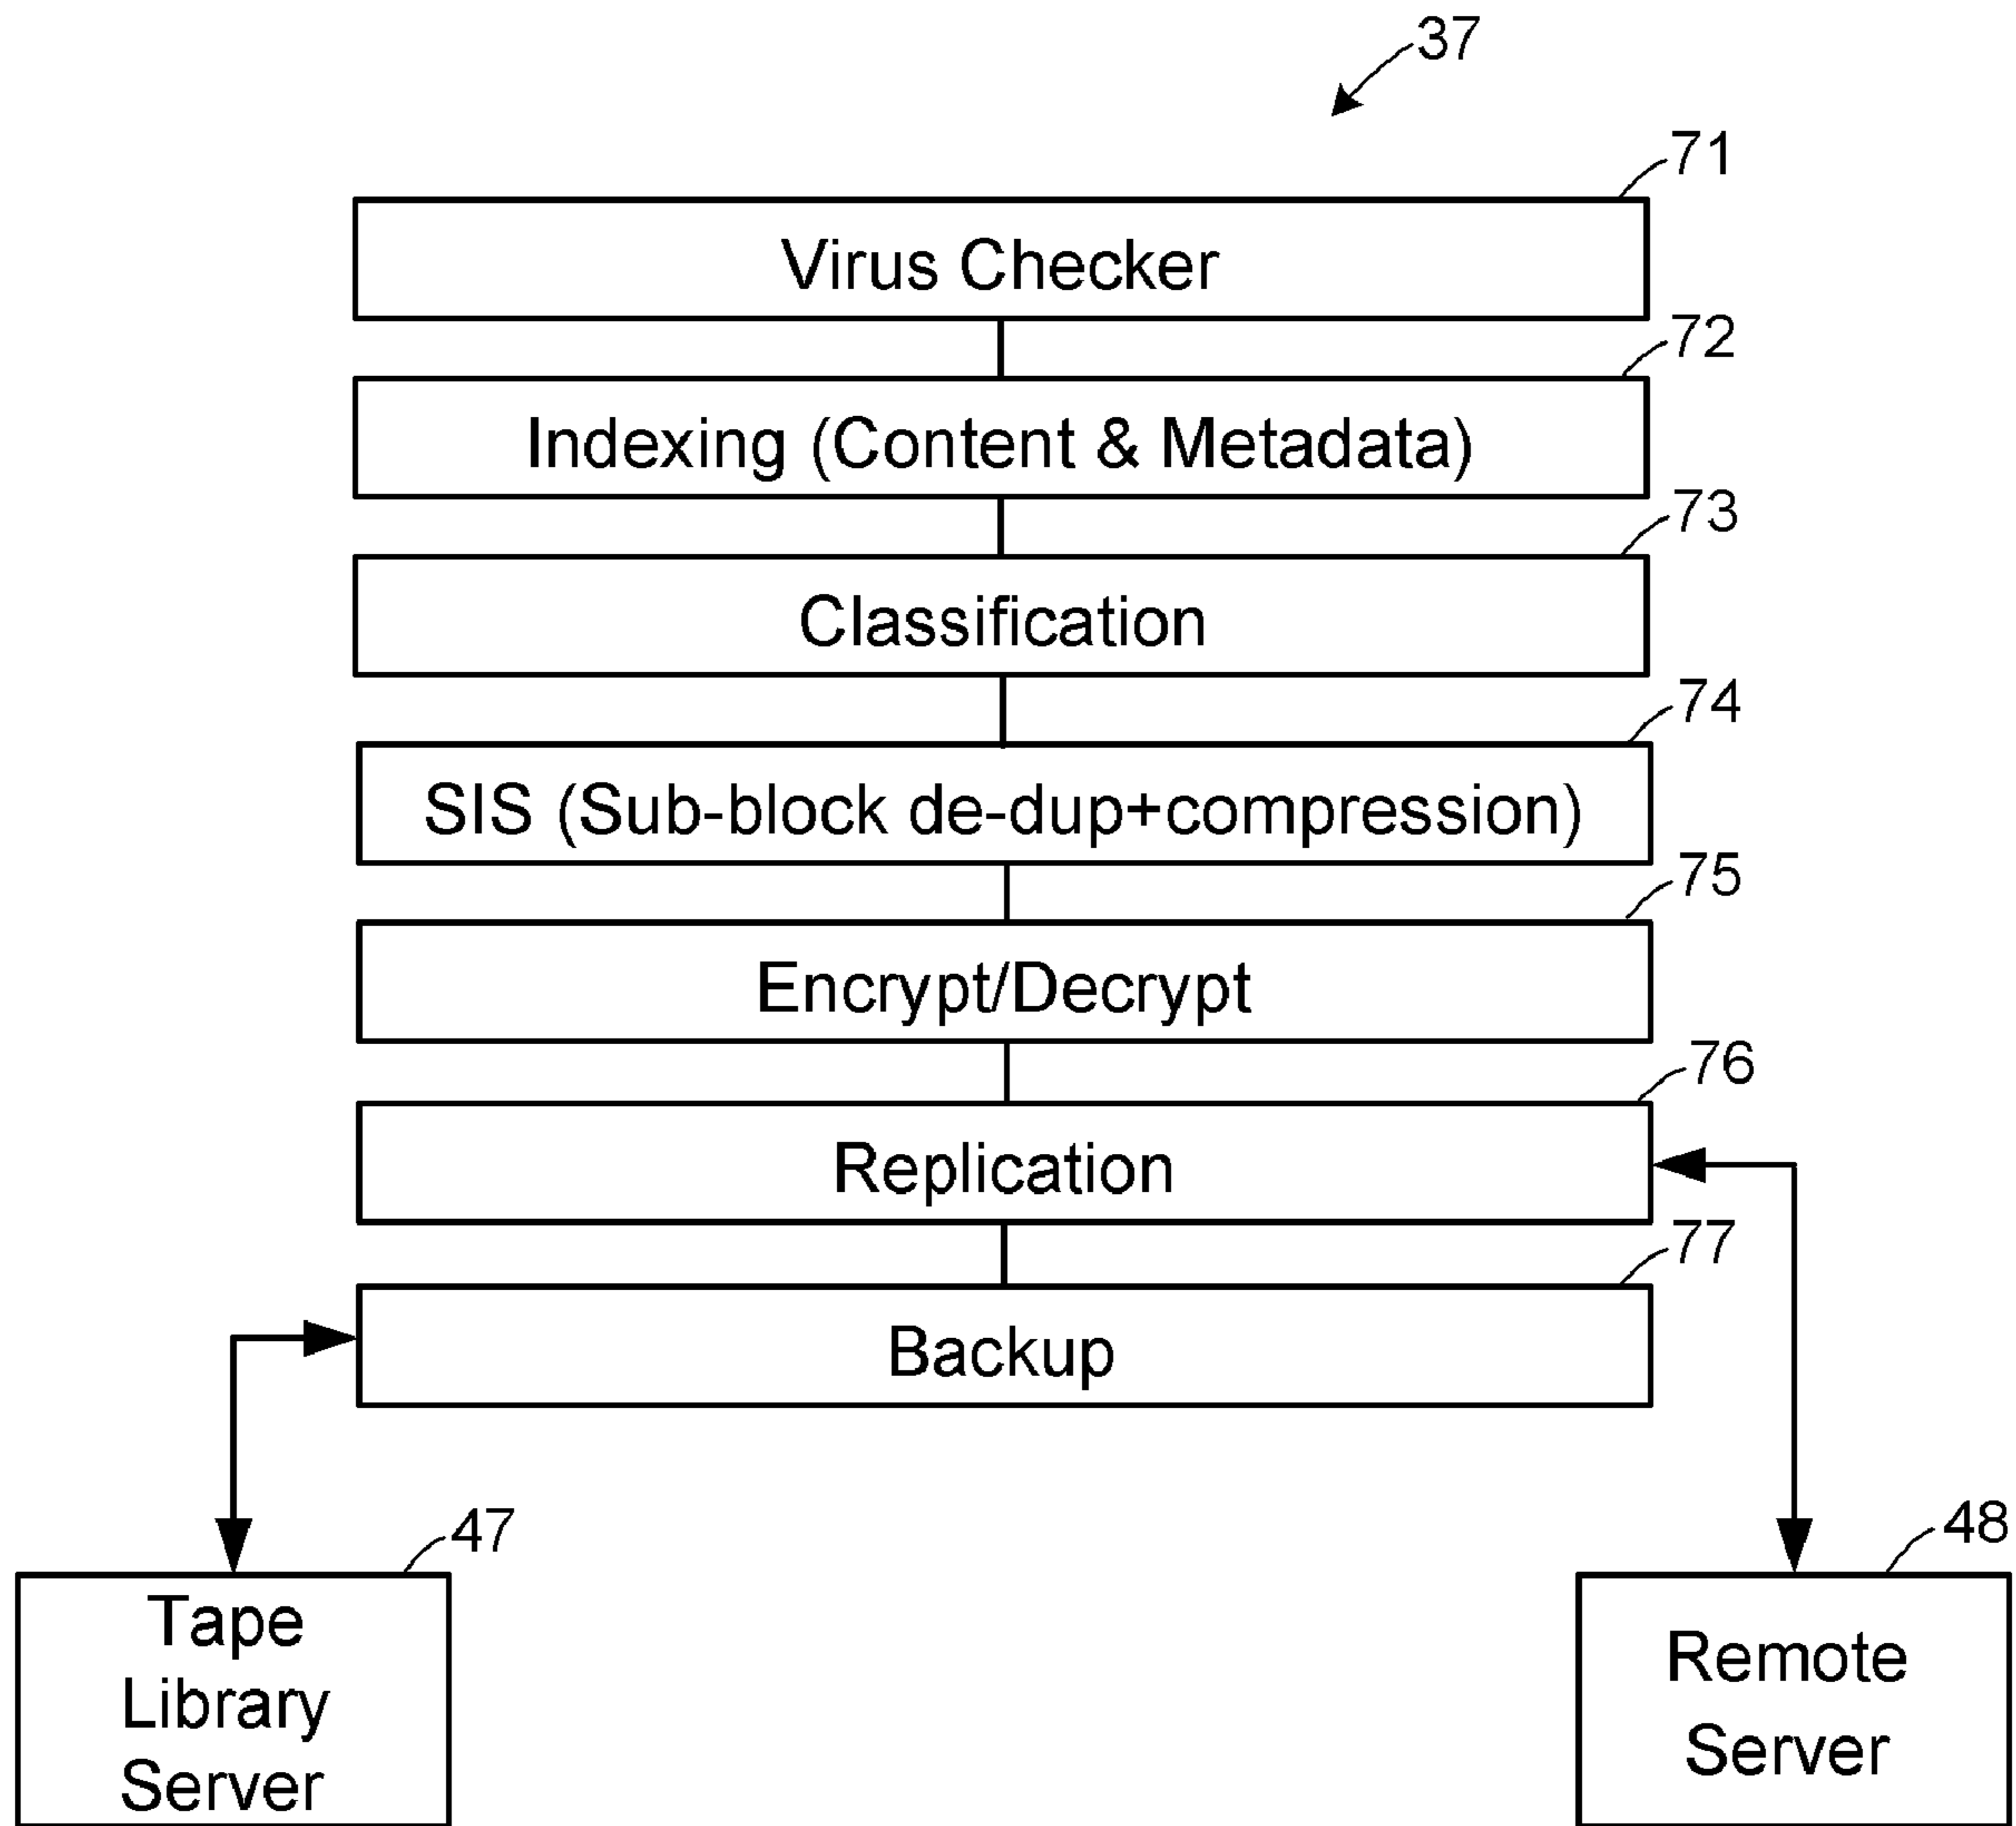 37
71
Virus Checker
72
Indexing (Content & Metadata)
73
Classification
74
SIS (Sub-block de-dup+compression)
75
Encrypt/Decrypt
76
Replication
77
Backup
47
Tape
Library
Server
48
Remote
Server